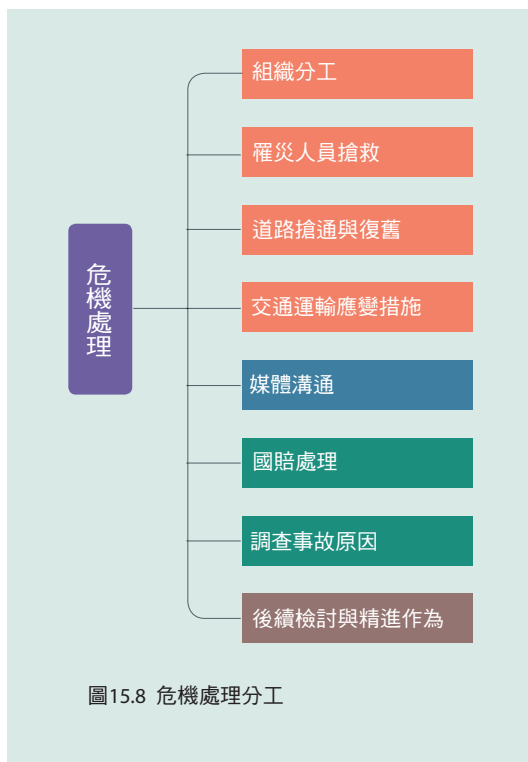 組織分工
罹災人員搶救
道路搶通與復舊
交通運輸應變措施
危機處理
媒體溝通
國賠處理
調查事故原因
後續檢討與精進作為
圖15.8 危機處理分工